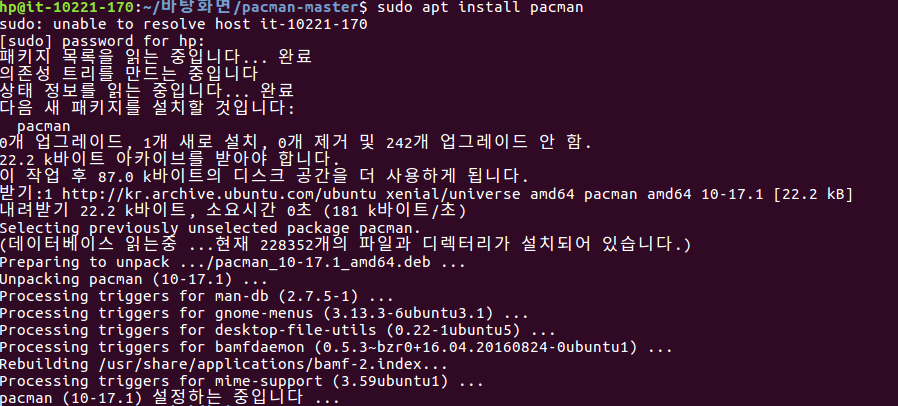 hp@it-10221-170:~/바탕화면/pacman-master$ sudo apt install pacman
sudo: unable to resolve host it-10221-170
[sudo] password for hp:
패키지 목록을 읽는 중입니다... 완료
의존성 트리를 만드는 중입니다
상태 정보를 읽는 중입니다... 완료
다음 새 패키지를 설치할 것입니다:
  pacman
0개 업그레이드, 1개 새로 설치, 0개 제거 및 242개 업그레이드 안 함.
22.2 k바이트 아카이브를 받아야 합니다.
이 작업 후 87.0 k바이트의 디스크 공간을 더 사용하게 됩니다.
받기:1 http://kr.archive.ubuntu.com/ubuntu xenial/universe amd64 pacman amd64 10-17.1 [22.2 kB]
내려받기 22.2 k바이트, 소요시간 0초 (181 k바이트/초)
Selecting previously unselected package pacman.
(데이터베이스 읽는중 ...현재 228352개의 파일과 디렉터리가 설치되어 있습니다.)
Preparing to unpack .../pacman_10-17.1_amd64.deb ...
Unpacking pacman (10-17.1) ...
Processing triggers for man-db (2.7.5-1) ...
Processing triggers for gnome-menus (3.13.3-6ubuntu3.1) ...
Processing triggers for desktop-file-utils (0.22-1ubuntu5) ...
Processing triggers for bamfdaemon (0.5.3~bzr0+16.04.20160824-0ubuntu1) ...
Rebuilding /usr/share/applications/bamf-2.index...
Processing triggers for mime-support (3.59ubuntu1) ...
pacman (10-17.1) 설정하는 중입니다 ...